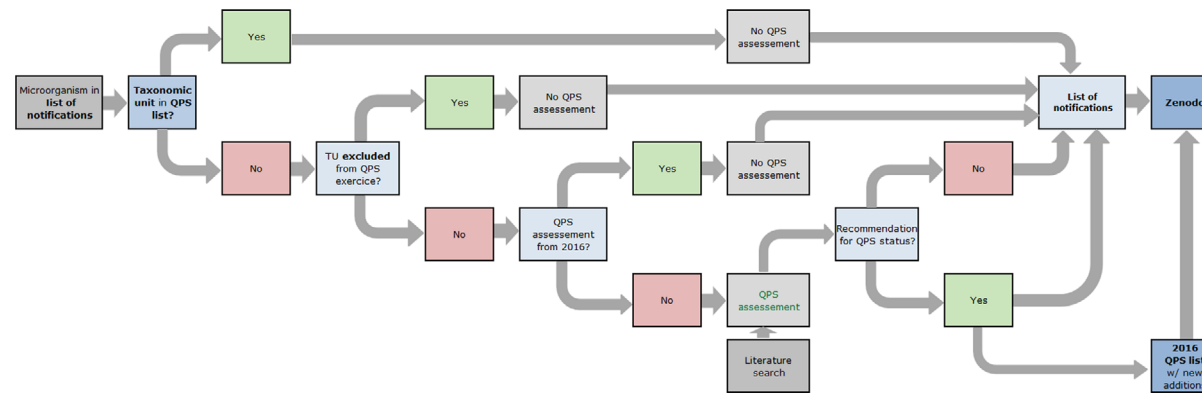 Yes
No QPS
assessement
Microorganism in
list of
notifications
Taxonomic
unit in QPS
list?
Yes
No QPS
assessement
List of
notifications
Zenodo
No
TU excluded
from QPS
exercice?
Yes
No QPS
assessement
No
No
QPS
assessment
from 2016?
Recommendation
for QPS status?
No
QPS
assessment
Yes
Literature
search
2016
QPS list
w/ new
additions